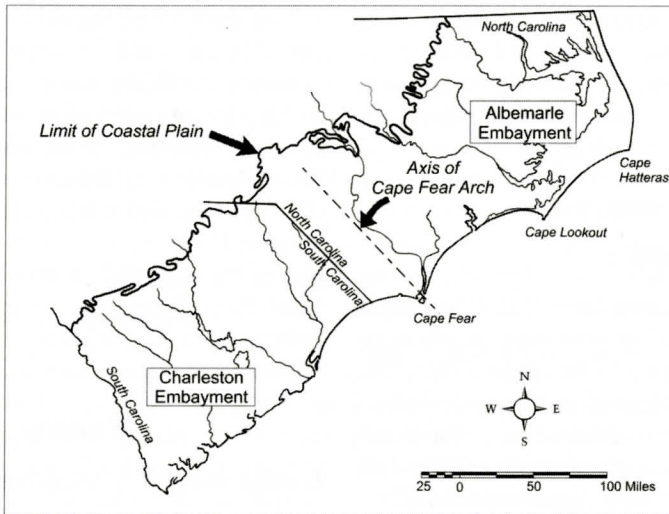 North Carolina
Albemarle
Embayment
Limit of Coastal Plain
Axis of
Cape Fear Arch
Cape
Hatteras
Cape Lookout
North Carolina
South Carolina
Cape Fear
Charleston
Embayment
South Carolina
N
W E
S
25 0 50 100 Miles